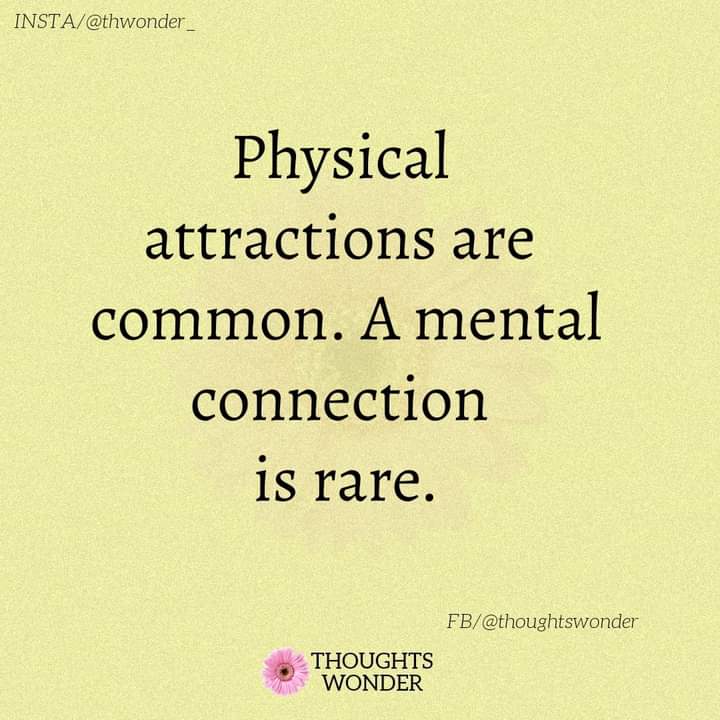 INSTA/@thwonder_
Physical
attractions are
common. A mental
connection
is rare.
FB/@thoughtswonder
THOUGHTS
WONDER